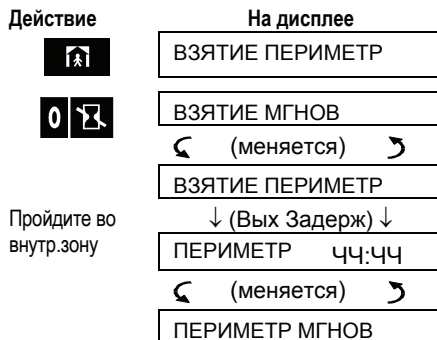 Действие На дисплее
ВЗЯТИЕ ПЕРИМЕТР
0 ВЗЯТИЕ МГНОВ
(меняется)
ВЗЯТИЕ ПЕРИМЕТР
Пройдите во ↓ (Вых Задерж) ↓
внутр.зону
ПЕРИМЕТР ЧЧ:ЧЧ
(меняется)
ПЕРИМЕТР МГНОВ